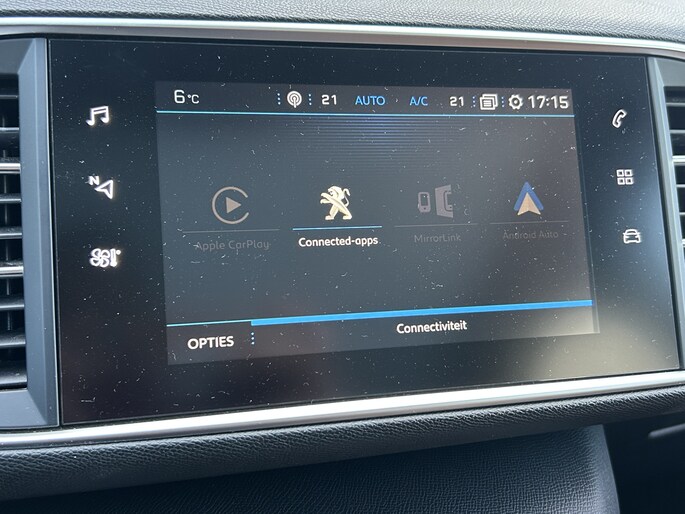 6°C 21 AUTO A/C 21 17:15
N
Apple CarPlay Connected-apps MirrorLink Android Auto
OPTIES Connectiviteit